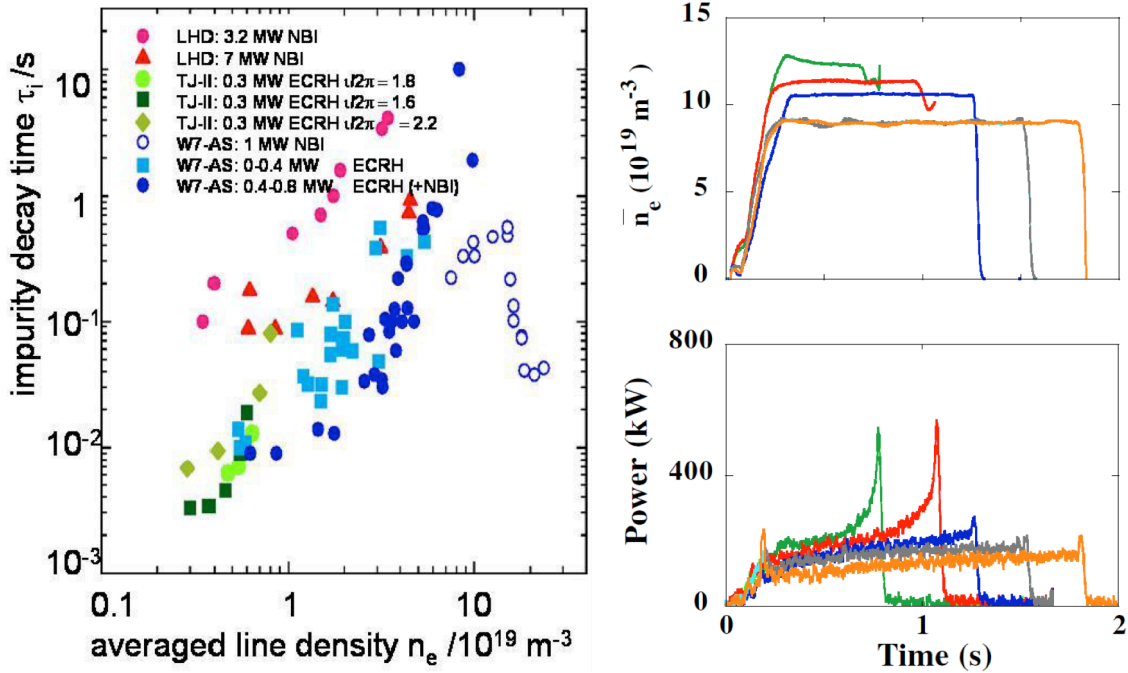 LHD: 3.2 MW NBI
LHD: 7 MW NBI
TJ-II: 0.3 MW ECRH ι/2π = 1.8
TJ-II: 0.3 MW ECRH ι/2π = 1.6
TJ-II: 0.3 MW ECRH ι/2π = 2.2
W7-AS: 1 MW NBI
W7-AS: 0-0.4 MW ECRH
W7-AS: 0.4-0.8 MW ECRH (+NBI)
impurity decay time τi /s
10
1
10-1
10-2
10-3
0.1 1 10
averaged line density ne /10¹⁹ m⁻³
ne (10¹⁹ m⁻³)
15
10
5
0
Power (kW)
800
400
0
0 1 2
Time (s)